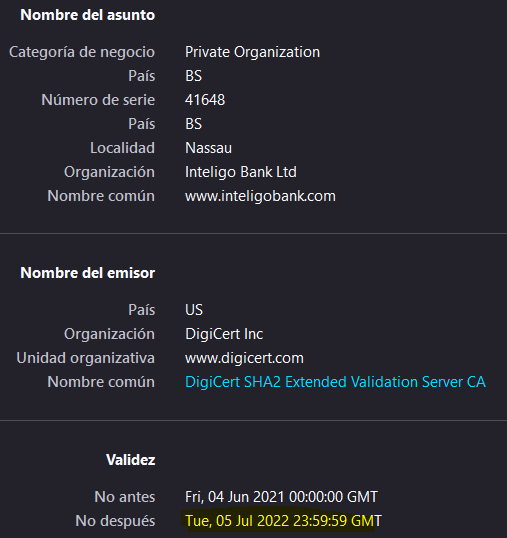 Nombre del asunto
Categoría de negocio Private Organization
País BS
Número de serie 41648
País BS
Localidad Nassau
Organización Inteligo Bank Ltd
Nombre común www.inteligobank.com
Nombre del emisor
País US
Organización DigiCert Inc
Unidad organizativa www.digicert.com
Nombre común DigiCert SHA2 Extended Validation Server CA
Validez
No antes Fri, 04 Jun 2021 00:00:00 GMT
No después Tue, 05 Jul 2022 23:59:59 GMT